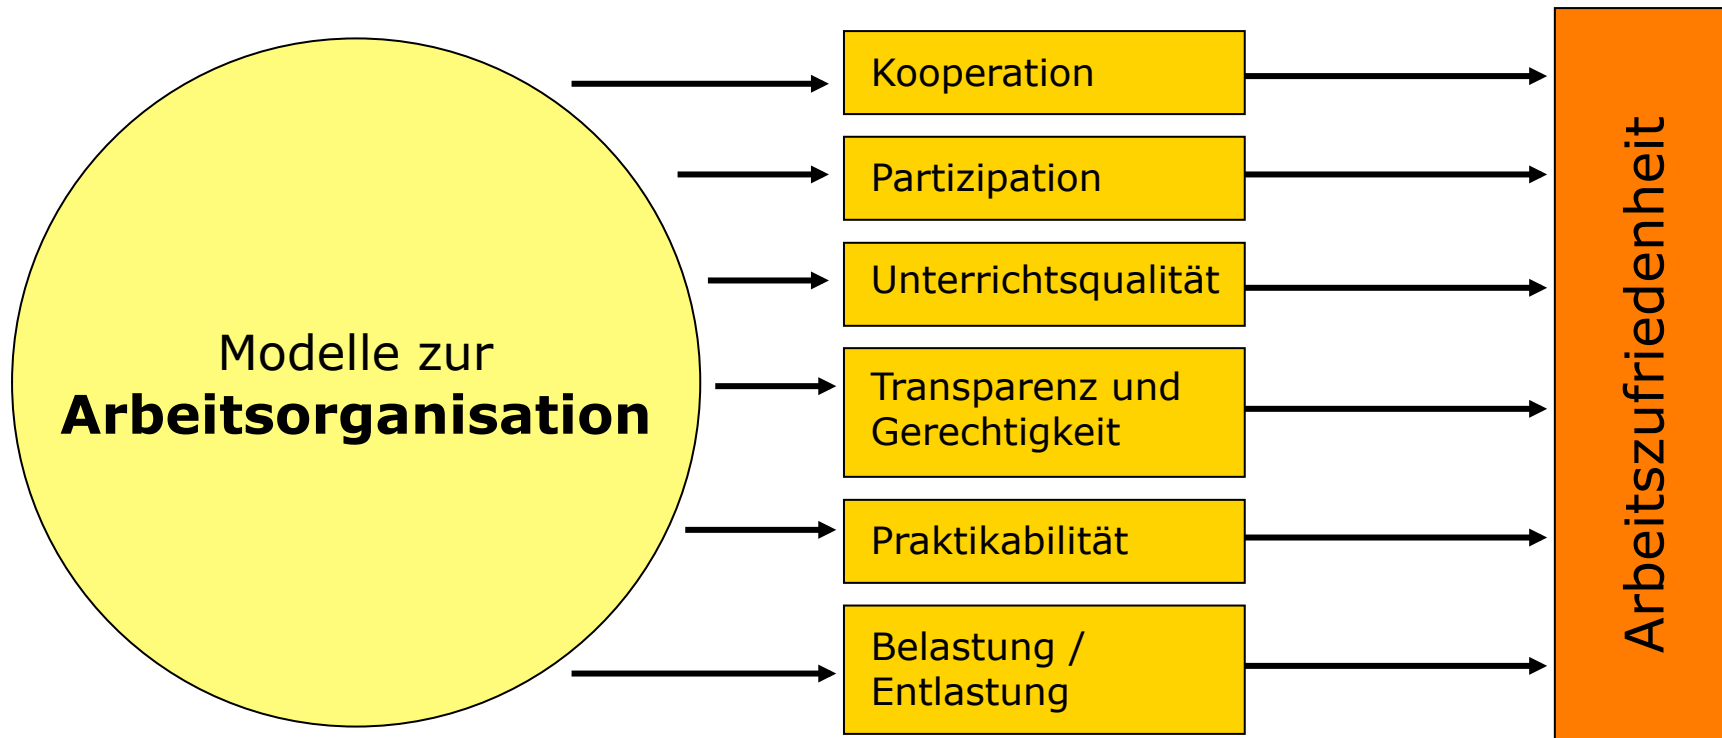 Modelle zur
Arbeitsorganisation
Kooperation
Partizipation
Unterrichtsqualität
Transparenz und
Gerechtigkeit
Praktikabilität
Belastung /
Entlastung
Arbeitszufriedenheit